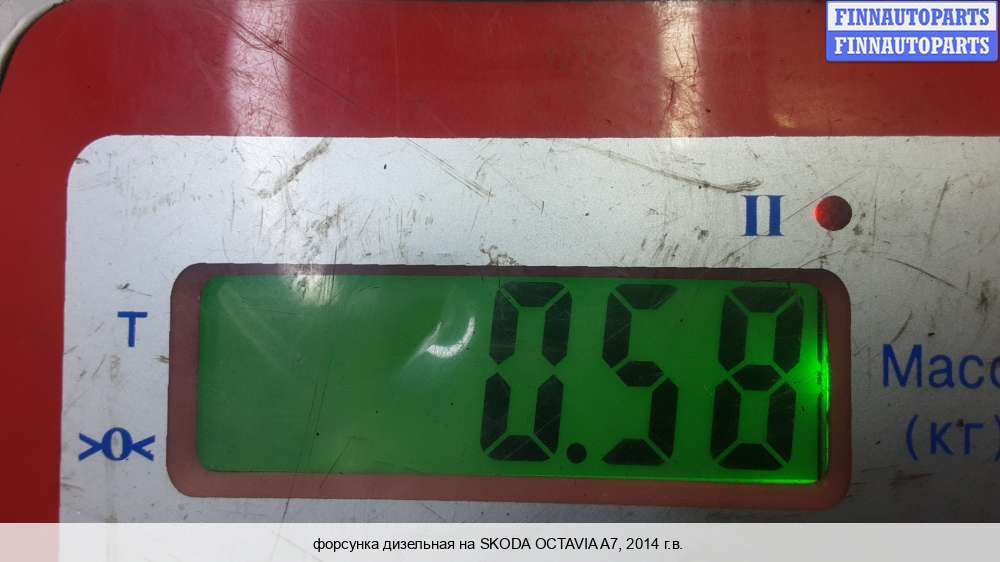 FINNAUTOPARTS
FINNAUTOPARTS
II
T
0.58
>0<
Масс
(кг)
форсунка дизельная на SKODA OCTAVIA A7, 2014 г.в.